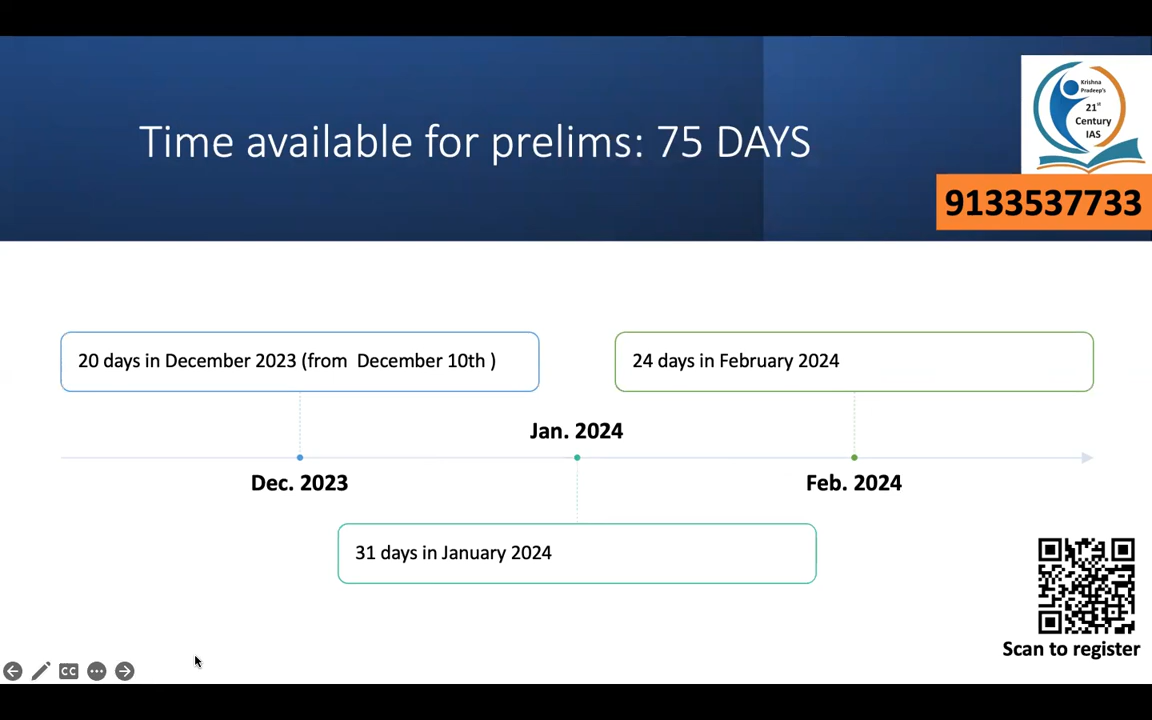 Time available for prelims: 75 DAYS
Krishna
Pradeep's
21st
Century
IAS
9133537733
20 days in December 2023 (from  December 10th )
24 days in February 2024
Jan. 2024
Dec. 2023
Feb. 2024
31 days in January 2024
Scan to register
CC